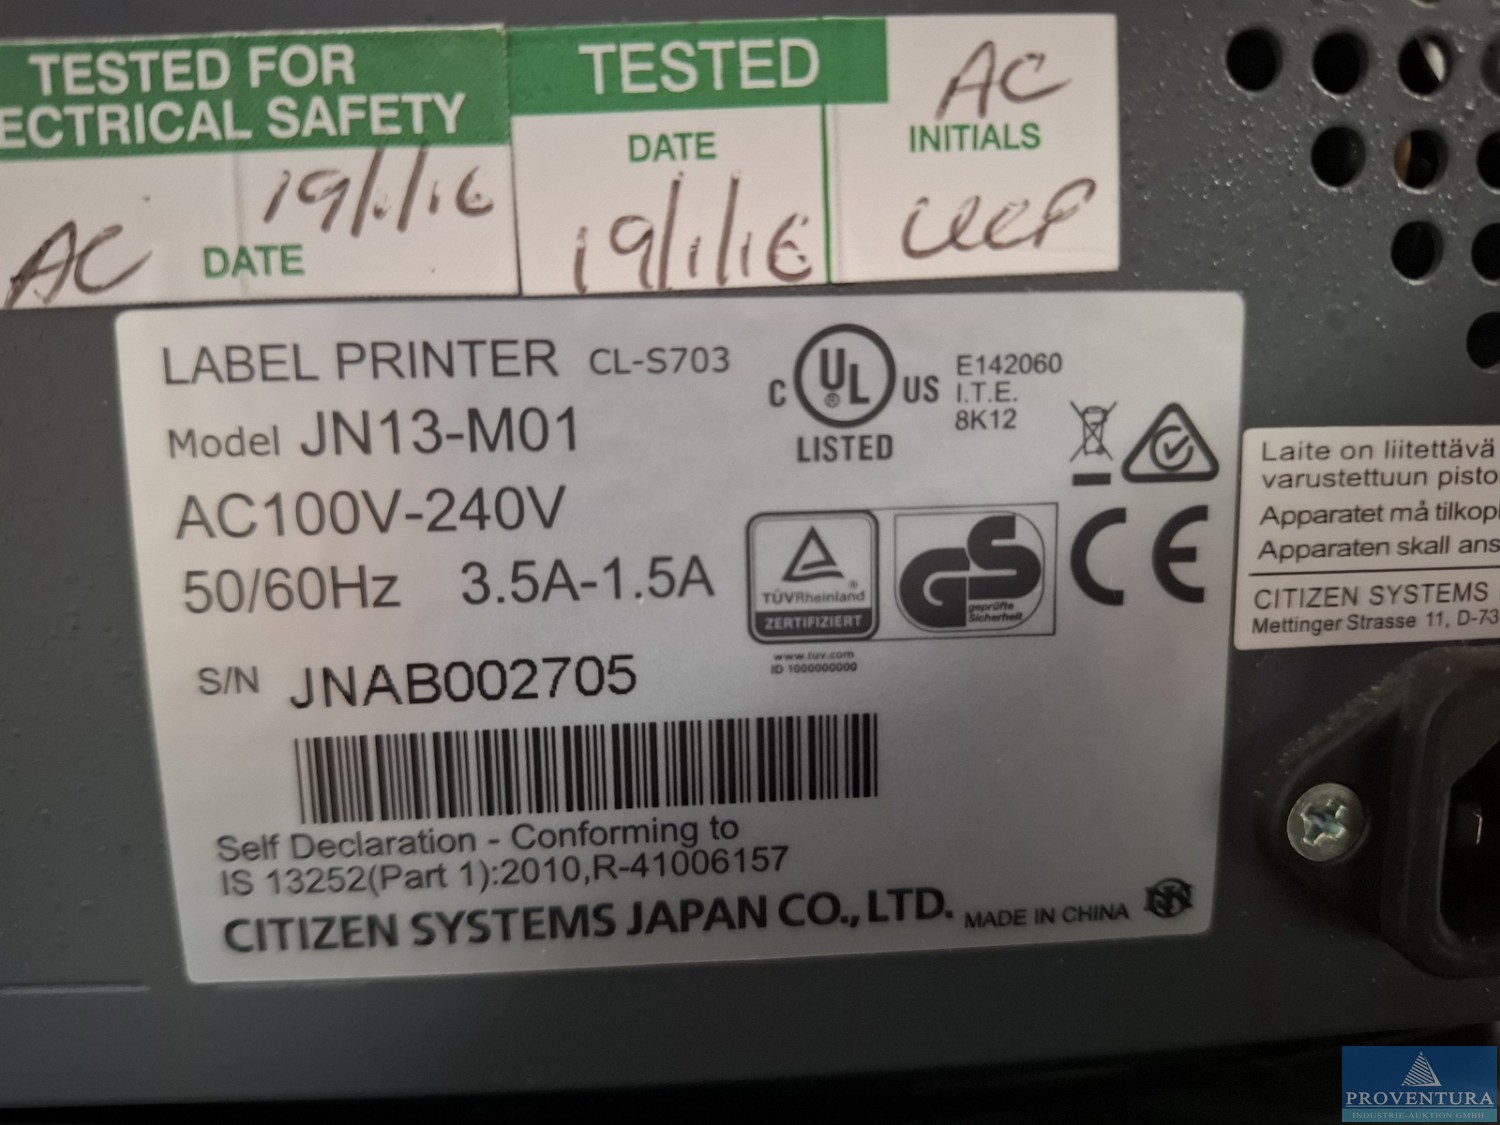 TESTED FOR
ECTRICAL SAFETY
AC
DATE
19/1/16
TESTED
DATE
19/1/16
AC
INITIALS
LABEL PRINTER CL-S703
Model JN13-M01
AC100V-240V
50/60Hz 3.5A-1.5A
S/N JNAB002705
C UL ® US
LISTED
E142060
I.T.E.
8K12
TÜVRheinland ®
ZERTIFIZIERT
GS
geprüfte
Sicherheit
www.tuv.com
ID 1000000000
CE
Self Declaration - Conforming to
IS 13252(Part 1):2010,R-41006157
CITIZEN SYSTEMS JAPAN CO., LTD. MADE IN CHINA
Laite on liitettävä
varustettuun pisto
Apparatet må tilkopl
Apparaten skall ans
CITIZEN SYSTEMS
Mettinger Strasse 11, D-73
PROVENTURA
INDUSTRIE-AUKTION GMBH